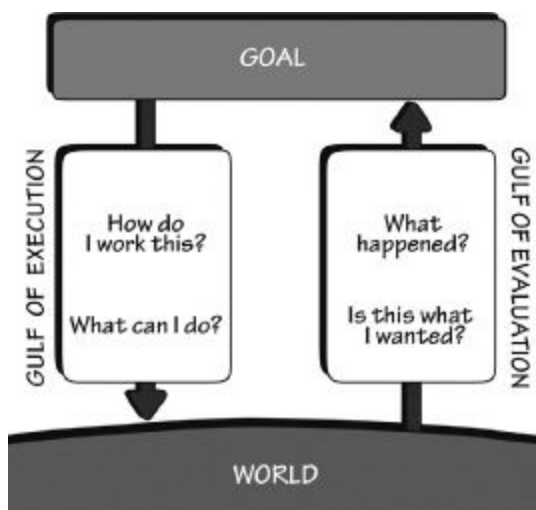 GOAL
GULF OF EXECUTION
How do
I work this?
What can I do?
What
happened?
Is this what
I wanted?
GULF OF EVALUATION
WORLD